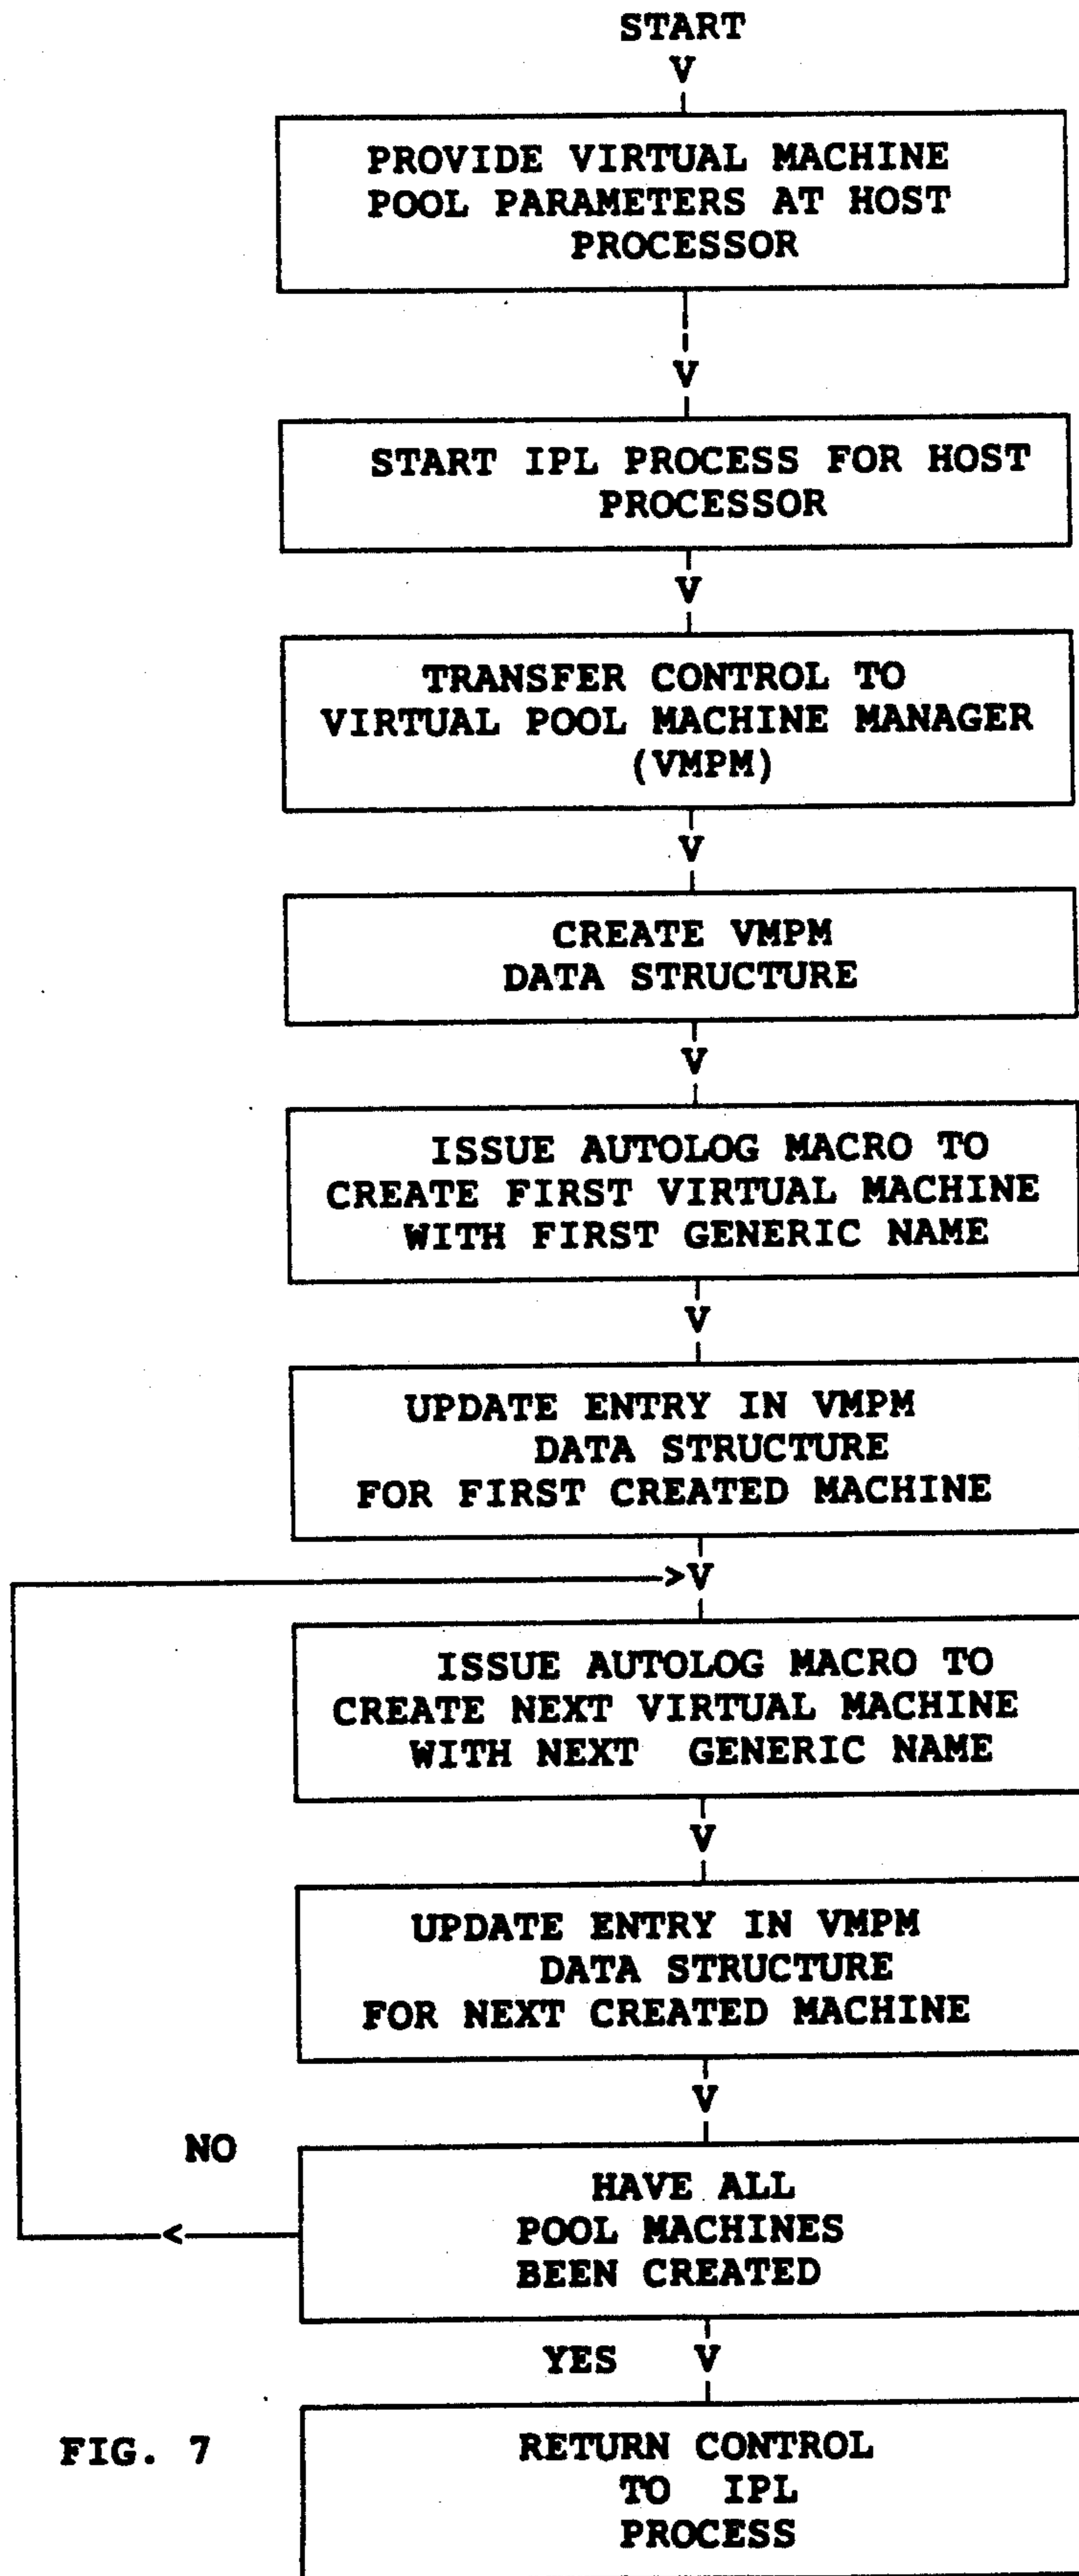 START
V
PROVIDE VIRTUAL MACHINE
POOL PARAMETERS AT HOST
PROCESSOR
V
START IPL PROCESS FOR HOST
PROCESSOR
V
TRANSFER CONTROL TO
VIRTUAL POOL MACHINE MANAGER
(VMPM)
V
CREATE VMPM
DATA STRUCTURE
V
ISSUE AUTOLOG MACRO TO
CREATE FIRST VIRTUAL MACHINE
WITH FIRST GENERIC NAME
V
UPDATE ENTRY IN VMPM
DATA STRUCTURE
FOR FIRST CREATED MACHINE
>V
ISSUE AUTOLOG MACRO TO
CREATE NEXT VIRTUAL MACHINE
WITH NEXT GENERIC NAME
V
UPDATE ENTRY IN VMPM
DATA STRUCTURE
FOR NEXT CREATED MACHINE
V
NO
<
HAVE ALL
POOL MACHINES
BEEN CREATED
YES V
RETURN CONTROL
TO IPL
PROCESS
FIG. 7